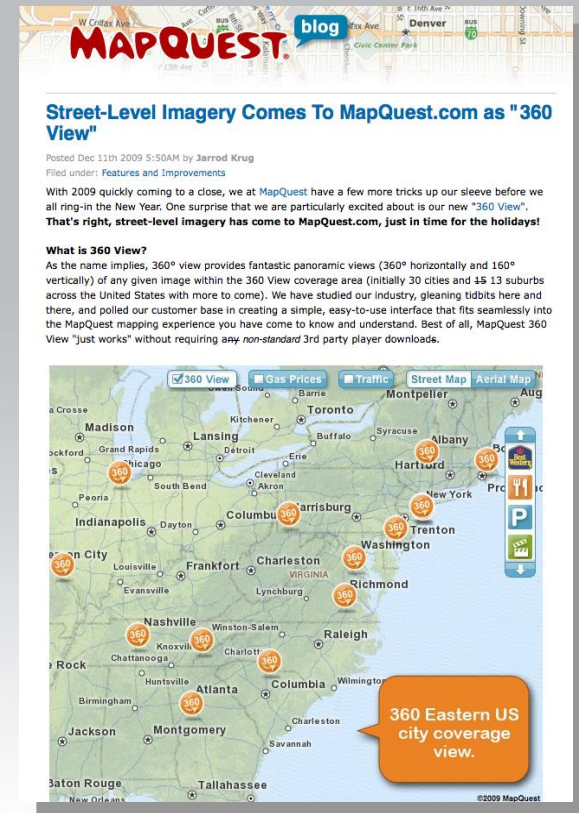 W Colfax Ave
Denver
Civic Center Park
MAPQUEST. blog
Street-Level Imagery Comes To MapQuest.com as "360
View"
Posted Dec 11th 2009 5:50AM by Jarrod Krug
Filed under: Features and Improvements
With 2009 quickly coming to a close, we at MapQuest have a few more tricks up our sleeve before we
all ring-in the New Year. One surprise that we are particularly excited about is our new "360 View".
That's right, street-level imagery has come to MapQuest.com, just in time for the holidays!
What is 360 View?
As the name implies, 360° view provides fantastic panoramic views (360° horizontally and 160°
vertically) of any given image within the 360 View coverage area (initially 30 cities and 15 13 suburbs
across the United States with more to come). We have studied our industry, gleaning tidbits here and
there, and polled our customer base in creating a simple, easy-to-use interface that fits seamlessly into
the MapQuest mapping experience you have come to know and understand. Best of all, MapQuest 360
View "just works" without requiring any non-standard 3rd party player downloads.
360 View Gas Prices Traffic Street Map Aerial Map
Barrie Montpelier
a Crosse Kitchener Toronto
Madison Lansing Buffalo Syracuse Albany
Grand Rapids Detroit Erie Hartford
Chicago Cleveland
South Bend Akron New York
Peoria Columbu Harrisburg
Indianapolis Dayton Trenton
Washington
Louisville Frankfort Charleston
VIRGINIA Richmond
Evansville Lynchburg
Nashville Winston-Salem Raleigh
Knoxvill
Chattanooga Charlott
e Rock Huntsville Columbia Wilmington
Atlanta
Birmingham
Jackson Montgomery Charleston
Savannah
360 Eastern US
city coverage
view.
Baton Rouge Tallahassee
New Orleans ©2009 MapQuest